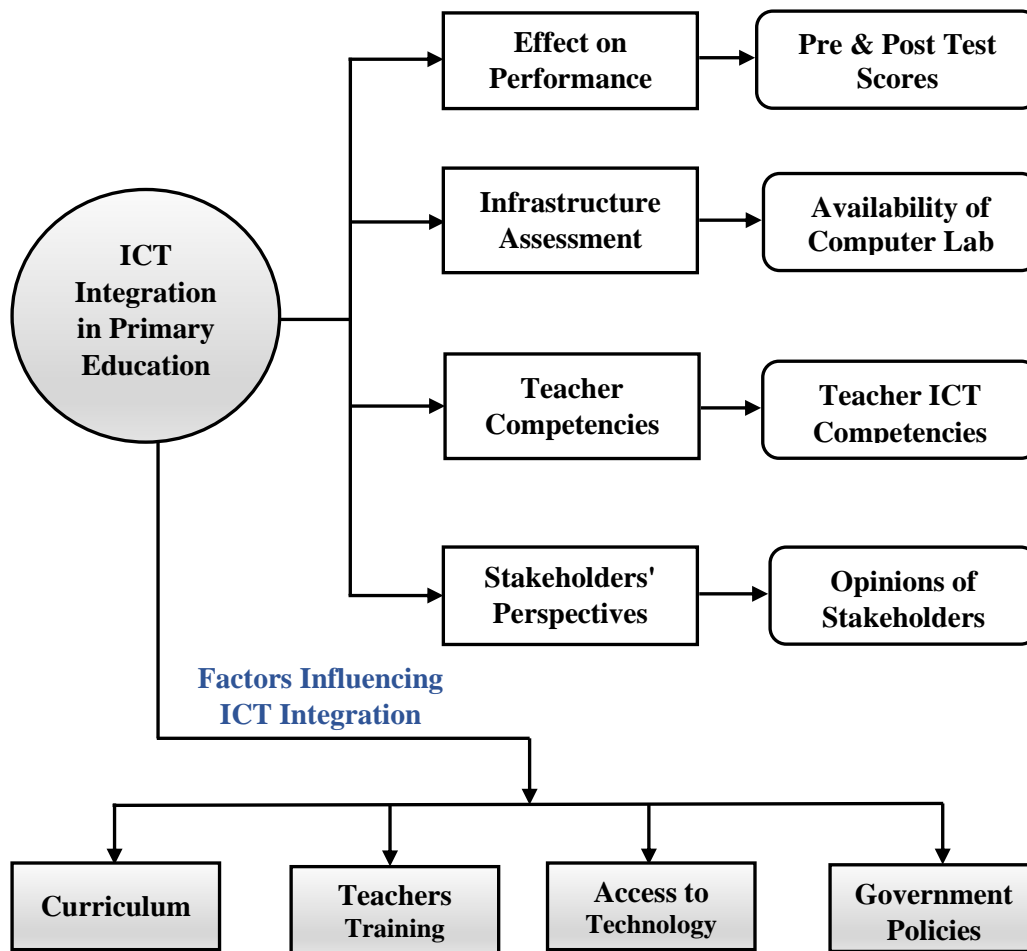 Effect on
Performance
Pre & Post Test
Scores
Infrastructure
Assessment
Availability of
Computer Lab
ICT
Integration
in Primary
Education
Teacher
Competencies
Teacher ICT
Competencies
Stakeholders'
Perspectives
Opinions of
Stakeholders
Factors Influencing
ICT Integration
Curriculum
Teachers
Training
Access to
Technology
Government
Policies